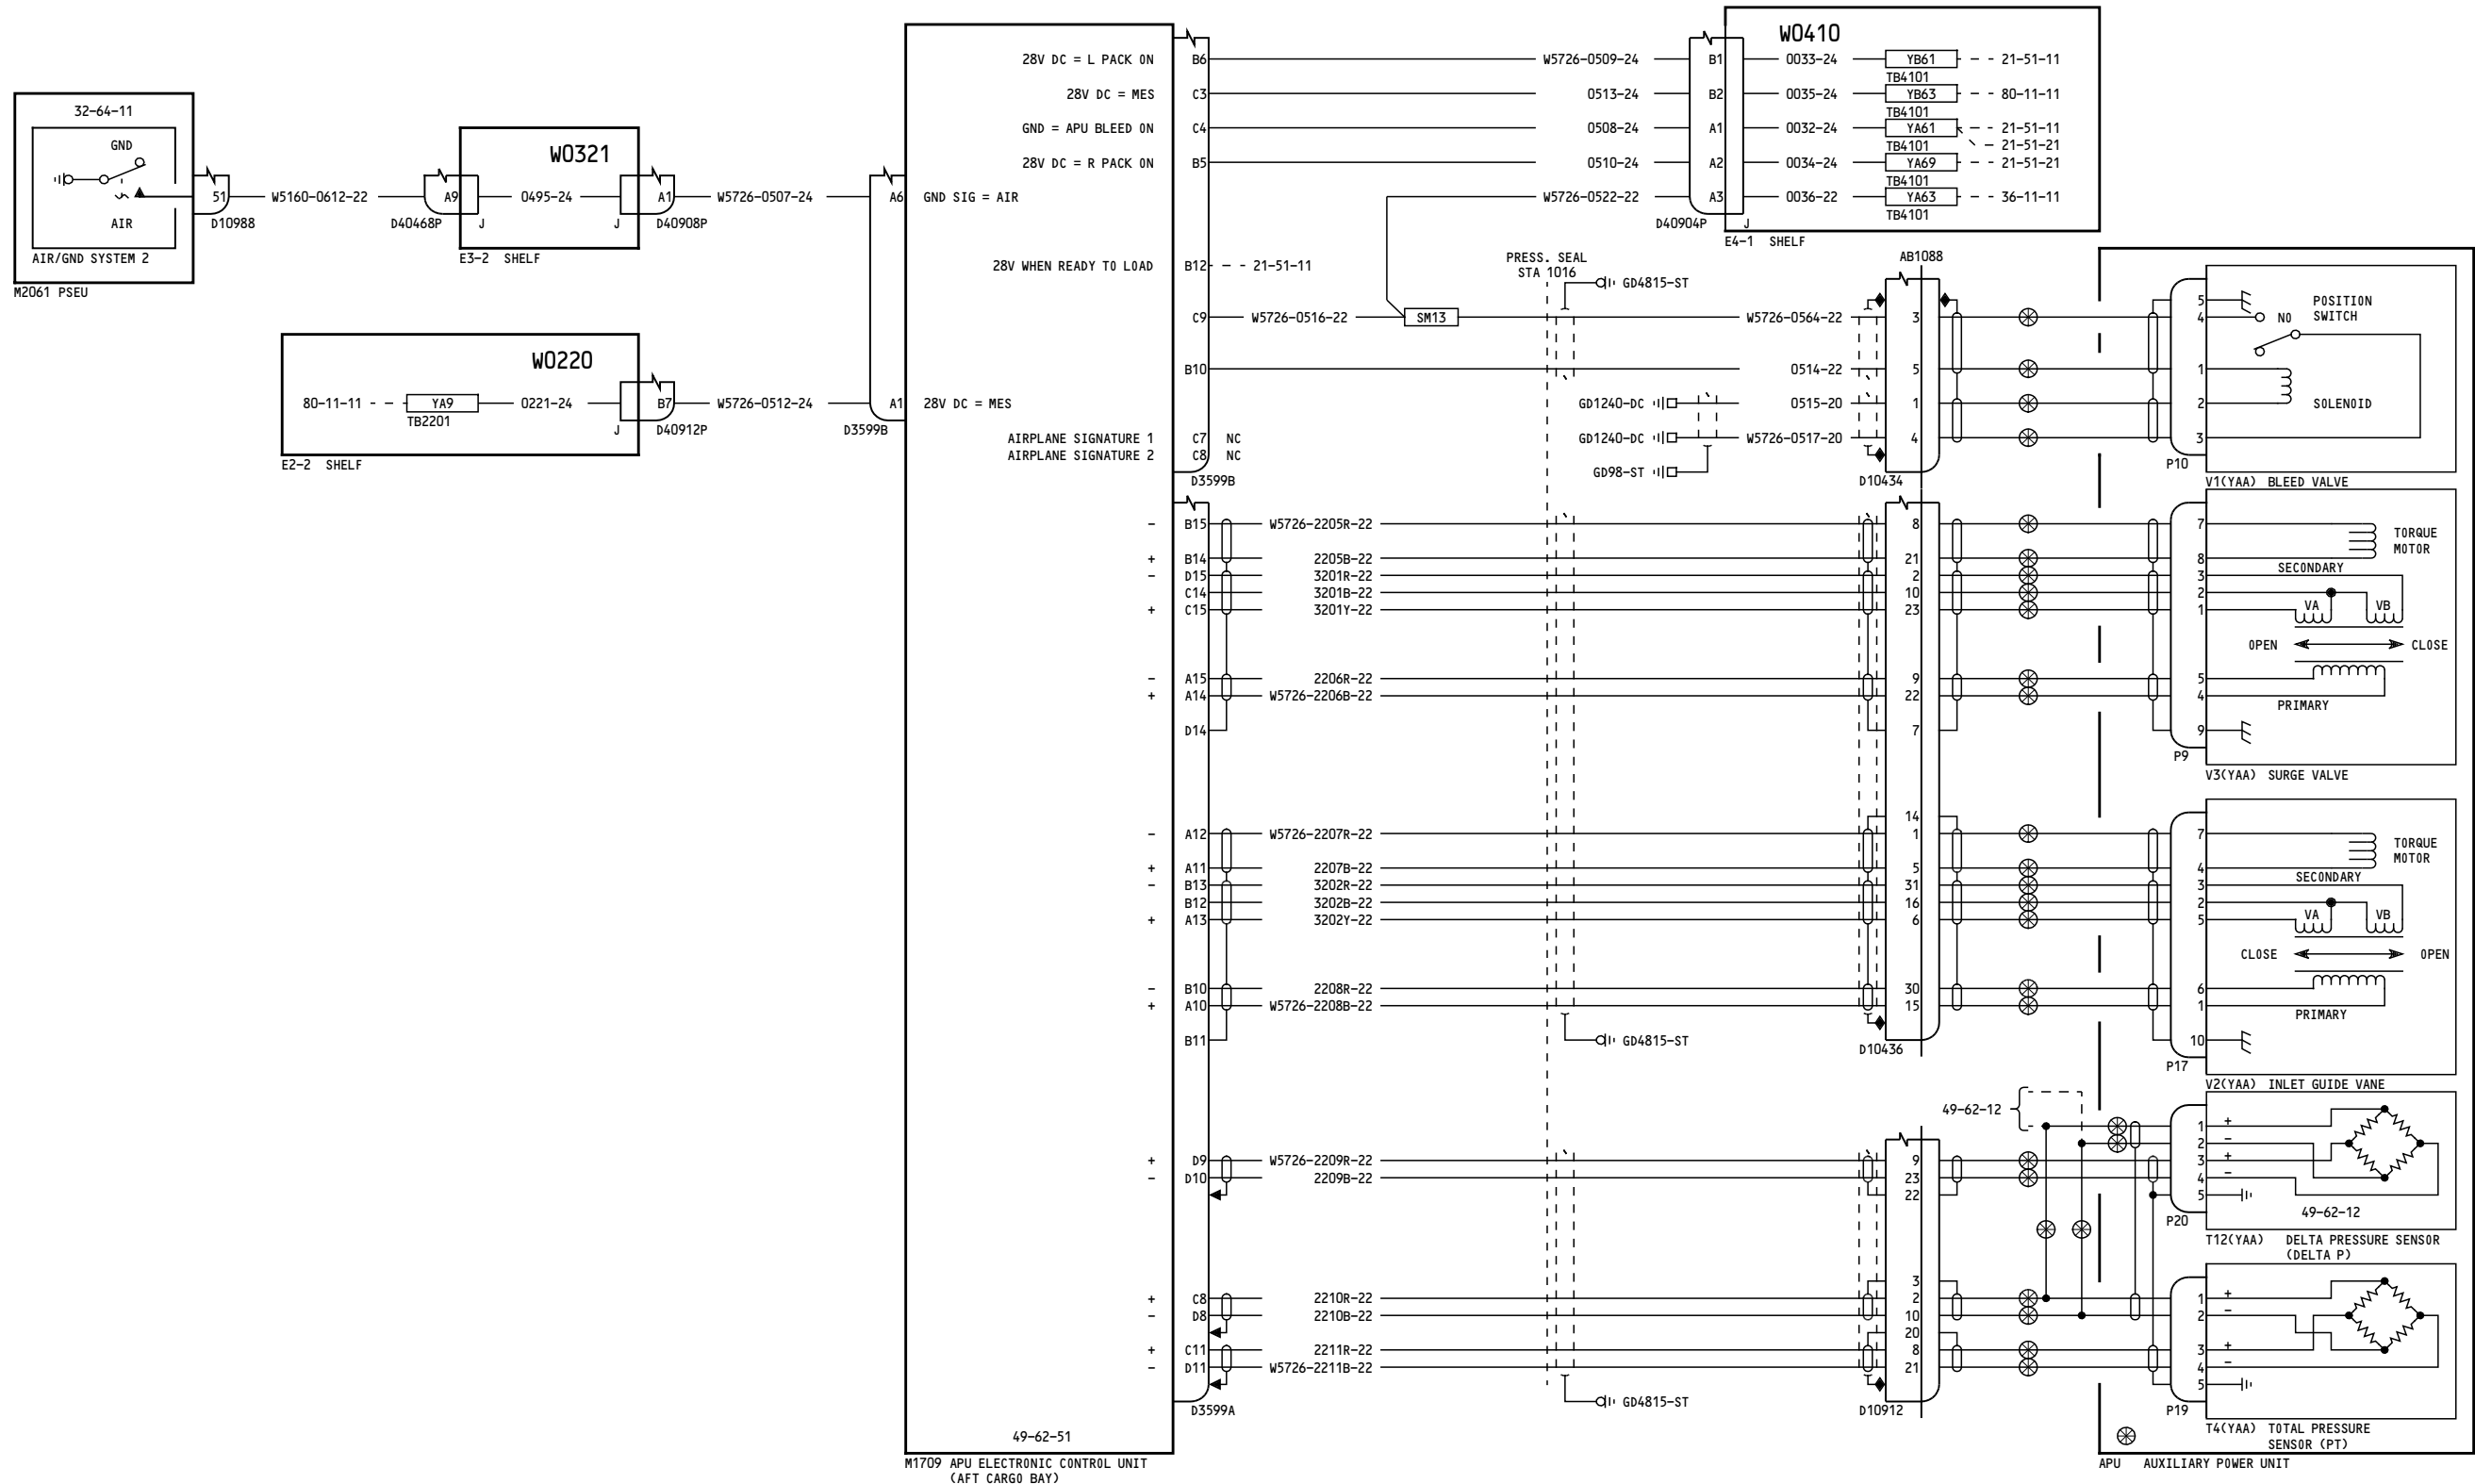 32-64-11
GND
AIR
AIR/GND SYSTEM 2
M2061 PSEU
51
D10988
W5160-0612-22
A9
D40468P
J
W0321
0495-24
J
E3-2 SHELF
A1
D40908P
W5726-0507-24
A6
GND SIG = AIR
W0220
80-11-11
YA9
TB2201
0221-24
J
E2-2 SHELF
B7
D40912P
W5726-0512-24
A1
28V DC = MES
D3599B
28V DC = L PACK ON
B6
W5726-0509-24
B1
28V DC = MES
C3
0513-24
B2
GND = APU BLEED ON
C4
0508-24
A1
28V DC = R PACK ON
B5
0510-24
A2
W5726-0522-22
A3
D40904P
J
W0410
0033-24
YB61
21-51-11
TB4101
0035-24
YB63
80-11-11
TB4101
0032-24
YA61
21-51-11
21-51-21
TB4101
0034-24
YA69
21-51-21
TB4101
0036-22
YA63
36-11-11
TB4101
E4-1 SHELF
28V WHEN READY TO LOAD
B12
21-51-11
PRESS. SEAL
STA 1016
GD4815-ST
AB1088
C9
W5726-0516-22
SM13
W5726-0564-22
3
B10
0514-22
5
GD1240-DC
0515-20
1
GD1240-DC
W5726-0517-20
4
GD98-ST
D10434
AIRPLANE SIGNATURE 1
C7
NC
AIRPLANE SIGNATURE 2
C8
NC
D3599B
5
4
1
2
3
P10
POSITION
SWITCH
NO
SOLENOID
V1(YAA) BLEED VALVE
-
B15
W5726-2205R-22
8
7
+
B14
2205B-22
21
8
-
D15
3201R-22
2
3
C14
3201B-22
10
2
+
C15
3201Y-22
23
1
-
A15
2206R-22
9
5
+
A14
W5726-2206B-22
22
4
D14
7
9
P9
TORQUE
MOTOR
SECONDARY
VA
VB
OPEN
CLOSE
PRIMARY
V3(YAA) SURGE VALVE
14
-
A12
W5726-2207R-22
1
7
+
A11
2207B-22
5
4
-
B13
3202R-22
31
3
B12
3202B-22
16
2
+
A13
3202Y-22
6
5
-
B10
2208R-22
30
6
+
A10
W5726-2208B-22
15
1
B11
10
GD4815-ST
D10436
P17
TORQUE
MOTOR
SECONDARY
VA
VB
CLOSE
OPEN
PRIMARY
V2(YAA) INLET GUIDE VANE
49-62-12
1
+
2
-
+
D9
W5726-2209R-22
9
3
+
-
D10
2209B-22
23
4
-
22
5
P20
49-62-12
T12(YAA) DELTA PRESSURE SENSOR
(DELTA P)
3
+
C8
2210R-22
2
1
+
-
D8
2210B-22
10
2
-
20
+
C11
2211R-22
8
3
+
-
D11
W5726-2211B-22
21
4
-
5
D3599A
GD4815-ST
D10912
P19
T4(YAA) TOTAL PRESSURE
SENSOR (PT)
49-62-51
M1709 APU ELECTRONIC CONTROL UNIT
(AFT CARGO BAY)
APU AUXILIARY POWER UNIT